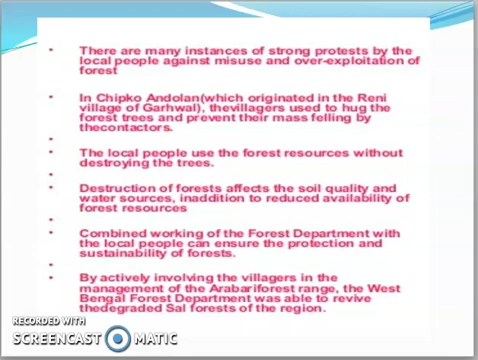 • There are many instances of strong protests by the
local people against misuse and over-exploitation of
forest
• In Chipko Andolan(which originated in the Reni
village of Garhwal), thevillagers used to hug the
forest trees and prevent their mass felling by
thecontactors.
•
• The local people use the forest resources without
destroying the trees.
•
• Destruction of forests affects the soil quality and
water sources, inaddition to reduced availability of
forest resources
•
• Combined working of the Forest Department with
the local people can ensure the protection and
sustainability of forests.
•
• By actively involving the villagers in the
management of the Arabariforest range, the West
Bengal Forest Department was able to revive
thedegraded Sal forests of the region.
RECORDED WITH
SCREENCAST MATIC